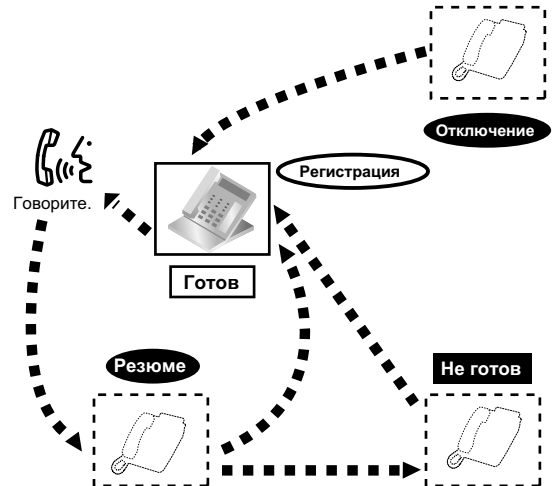 Отключение
Регистрация
Говорите.
Готов
Резюме
Не готов